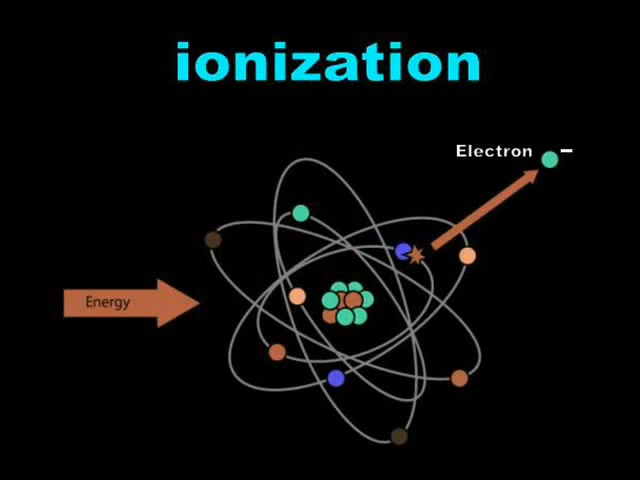 ionization
Electron –
Energy